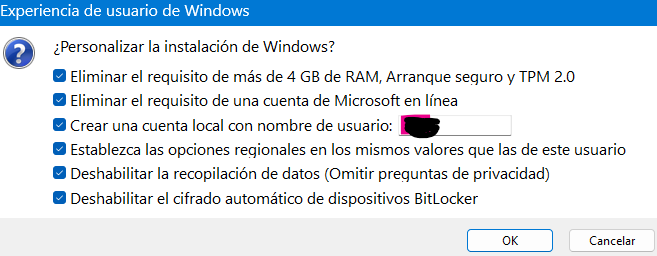 Experiencia de usuario de Windows
¿Personalizar la instalación de Windows?
Eliminar el requisito de más de 4 GB de RAM, Arranque seguro y TPM 2.0
Eliminar el requisito de una cuenta de Microsoft en línea
Crear una cuenta local con nombre de usuario:
Establezca las opciones regionales en los mismos valores que las de este usuario
Deshabilitar la recopilación de datos (Omitir preguntas de privacidad)
Deshabilitar el cifrado automático de dispositivos BitLocker
OK Cancelar